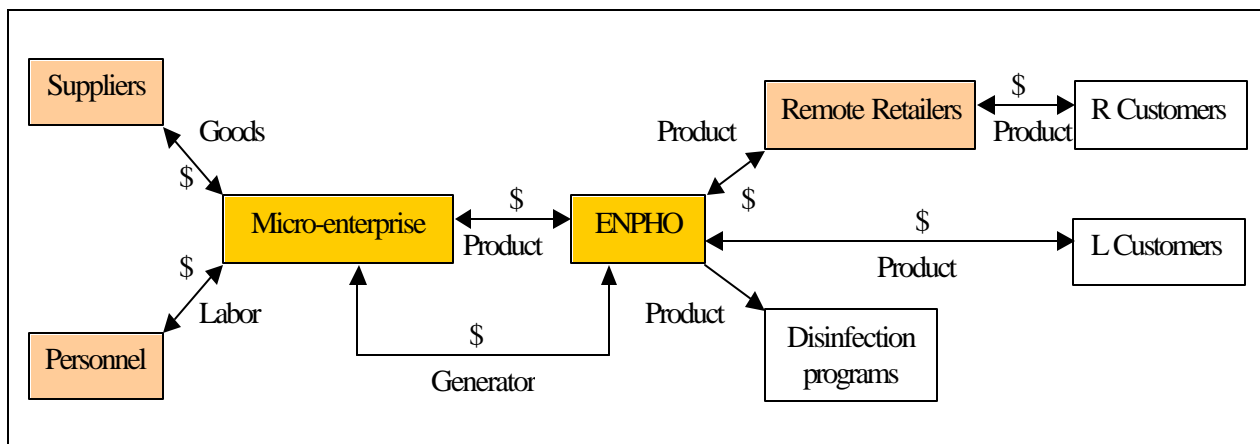 Suppliers
Goods
$
Micro-enterprise
$
Labor
Personnel
$
Product
$
Generator
ENPHO
Product
$
Remote Retailers
$
Product
R Customers
$
Product
L Customers
Product
Disinfection
programs